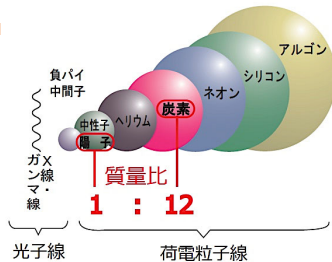 アルゴン
シリコン
ネオン
炭素
ヘリウム
中性子
陽子
負パイ
中間子
X線・
ガンマ線
質量比
1 : 12
光子線
荷電粒子線